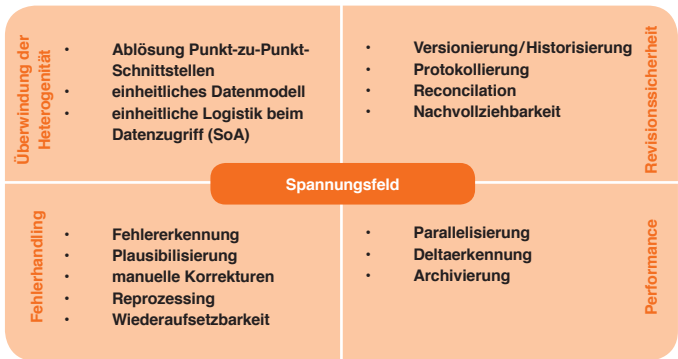 Überwindung der
Heterogenität
• Ablösung Punkt-zu-Punkt-
Schnittstellen
• einheitliches Datenmodell
• einheitliche Logistik beim
Datenzugriff (SoA)
• Versionierung/Historisierung
• Protokollierung
• Reconcilation
• Nachvollziehbarkeit
Revisionssicherheit
Spannungsfeld
Fehlerhandling
• Fehlererkennung
• Plausibilisierung
• manuelle Korrekturen
• Reprozessing
• Wiederaufsetzbarkeit
• Parallelisierung
• Deltaerkennung
• Archivierung
Performance